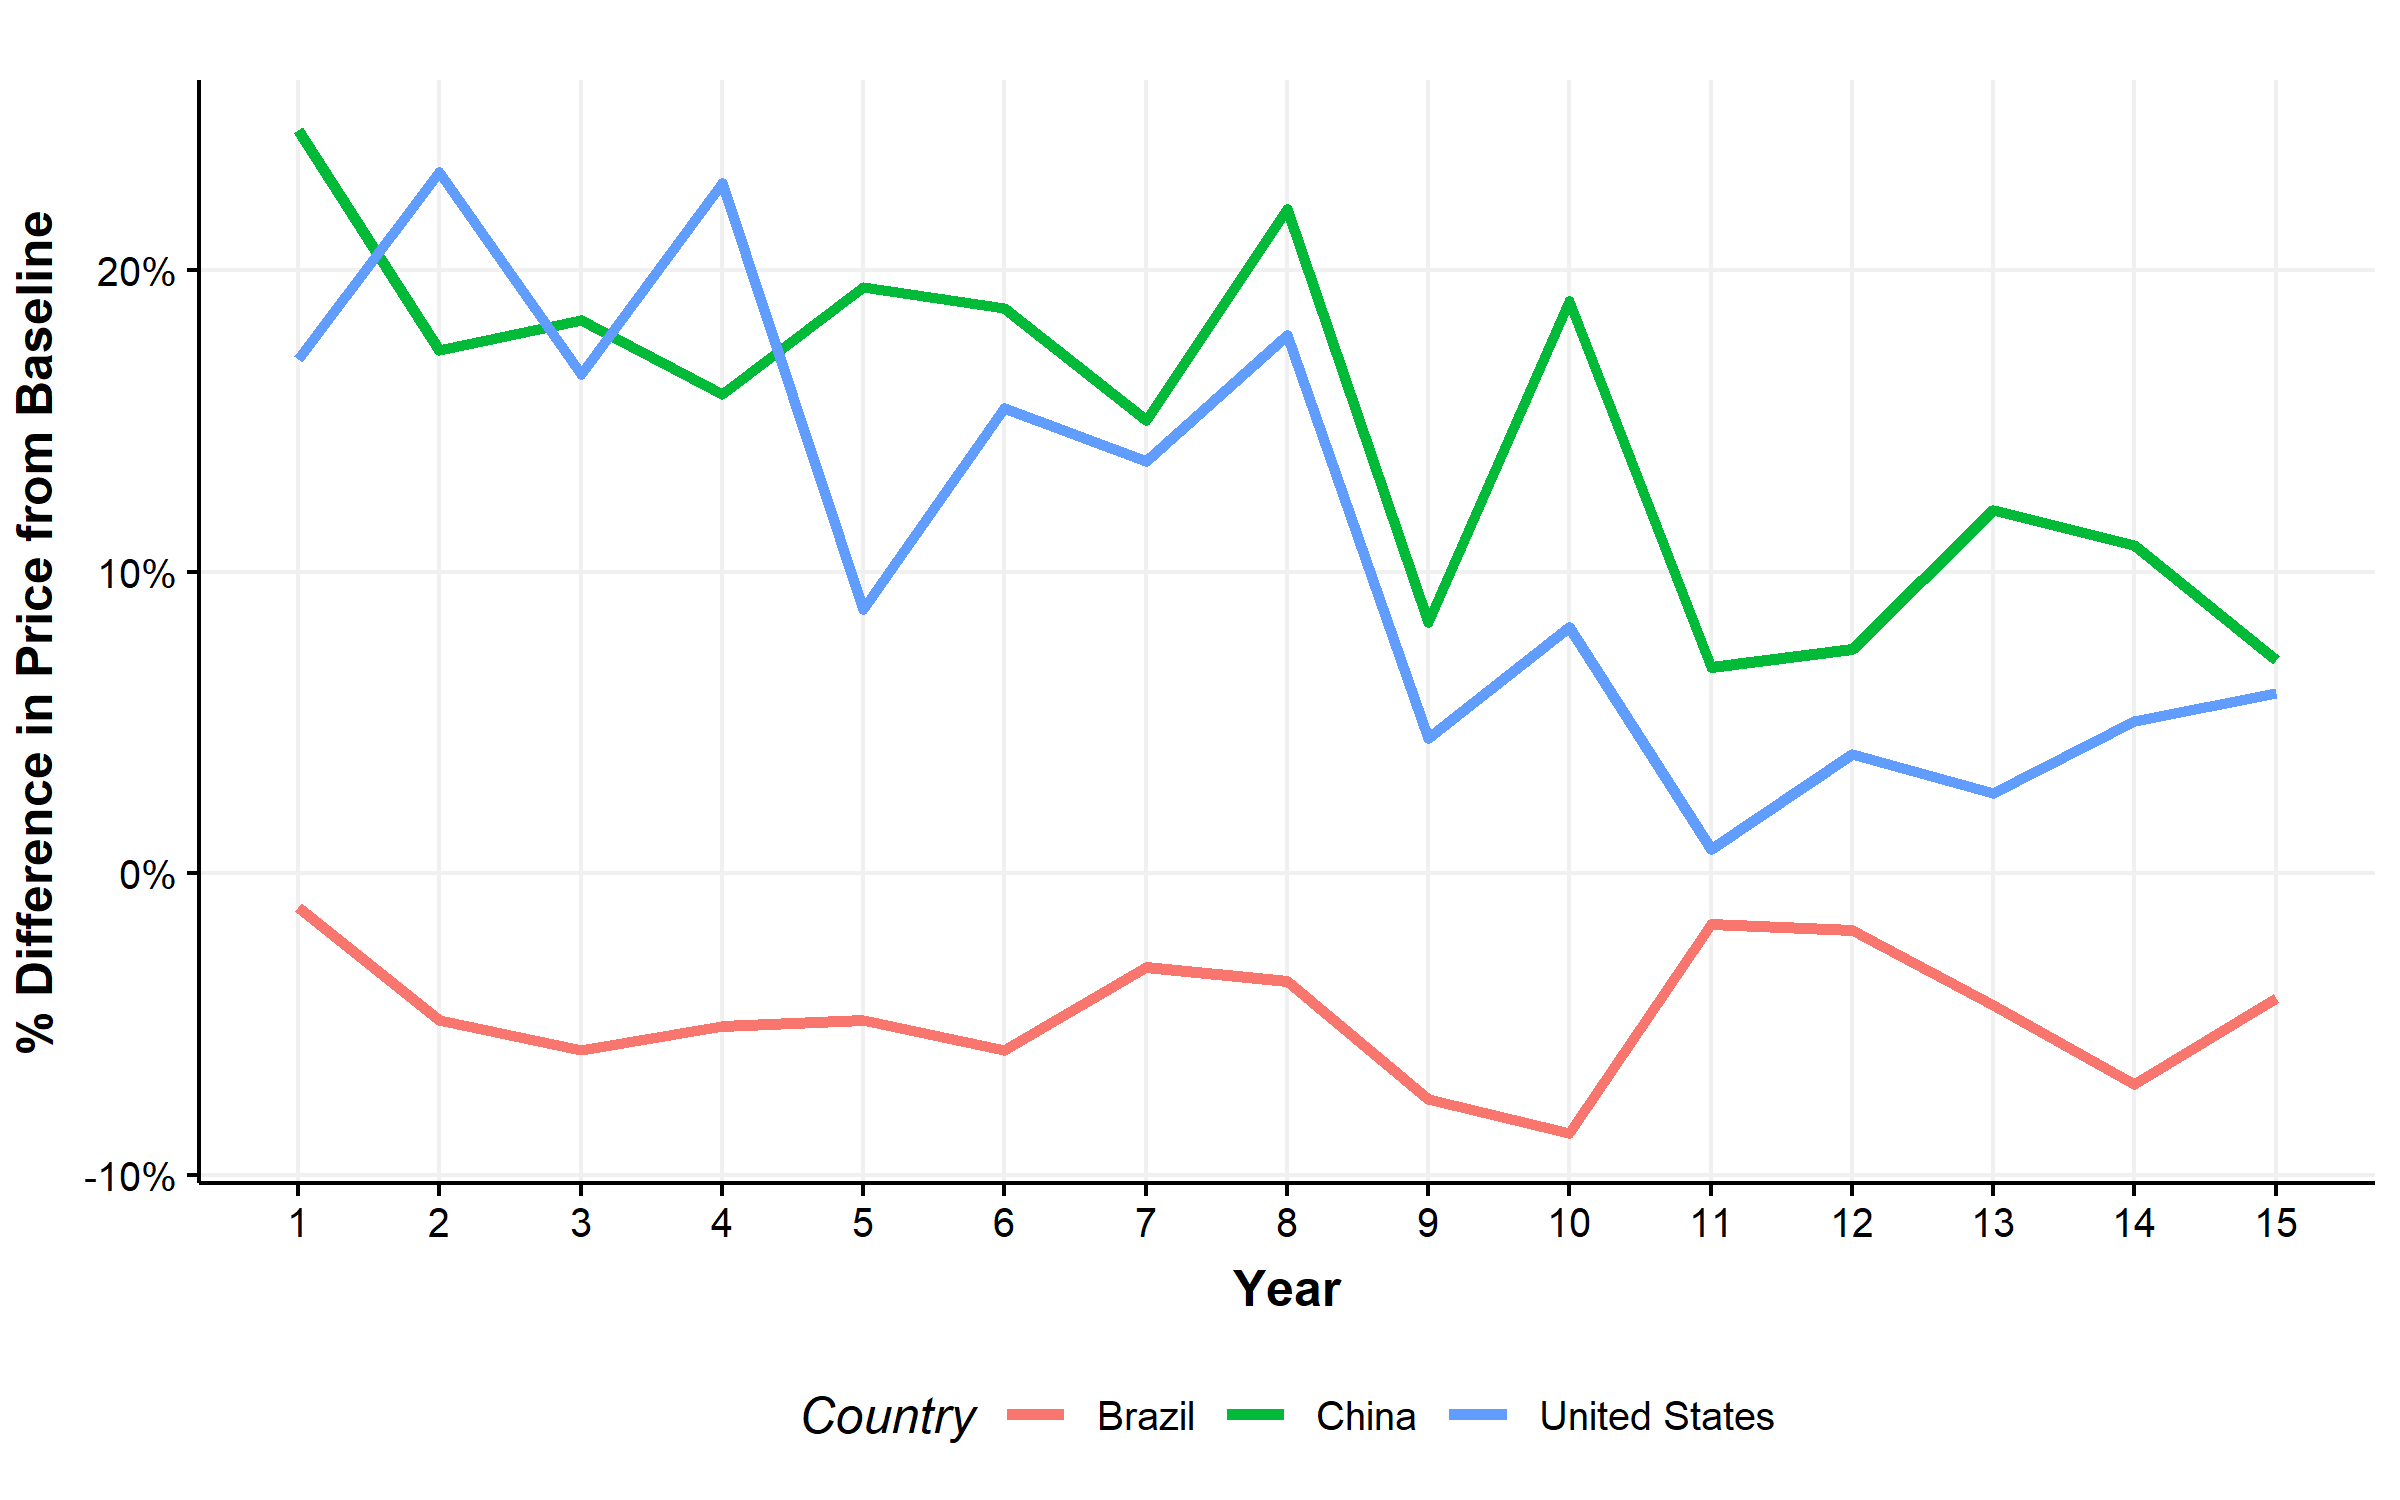 % Difference in Price from Baseline
20%
10%
0%
-10%
1 2 3 4 5 6 7 8 9 10 11 12 13 14 15
Year
Country Brazil China United States